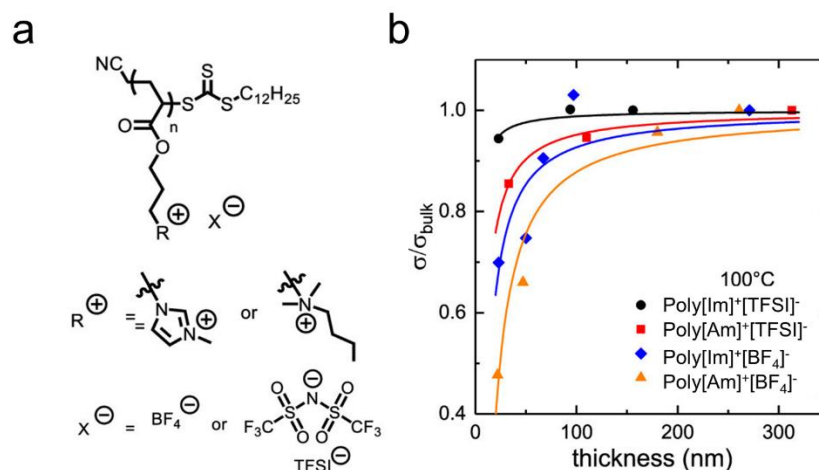 a
NC
n
S
S
S
C12H25
O
O
R⊕ X⊖
R⊕ = = N N ⊕ or N ⊕
X⊖ = BF4⊖ or F3C S O O N⊖ S O O CF3
TFSI⊖
b
σ/σbulk
1.0
0.8
0.6
0.4
100°C
Poly[Im]+[TFSI]-
Poly[Am]+[TFSI]-
Poly[Im]+[BF4]-
Poly[Am]+[BF4]-
0 100 200 300
thickness (nm)